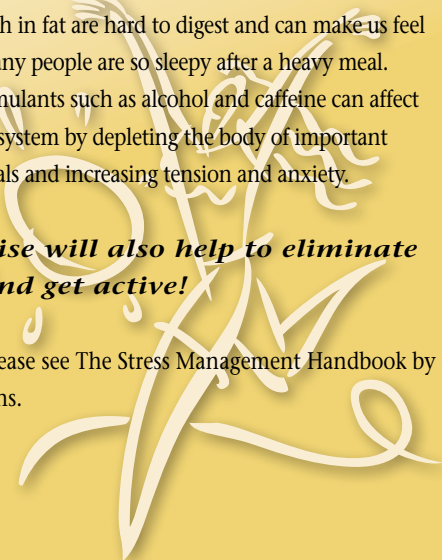 h in fat are hard to digest and can make us feel
any people are so sleepy after a heavy meal.
mulants such as alcohol and caffeine can affect
system by depleting the body of important
als and increasing tension and anxiety.
ise will also help to eliminate
nd get active!
ease see The Stress Management Handbook by
ns.